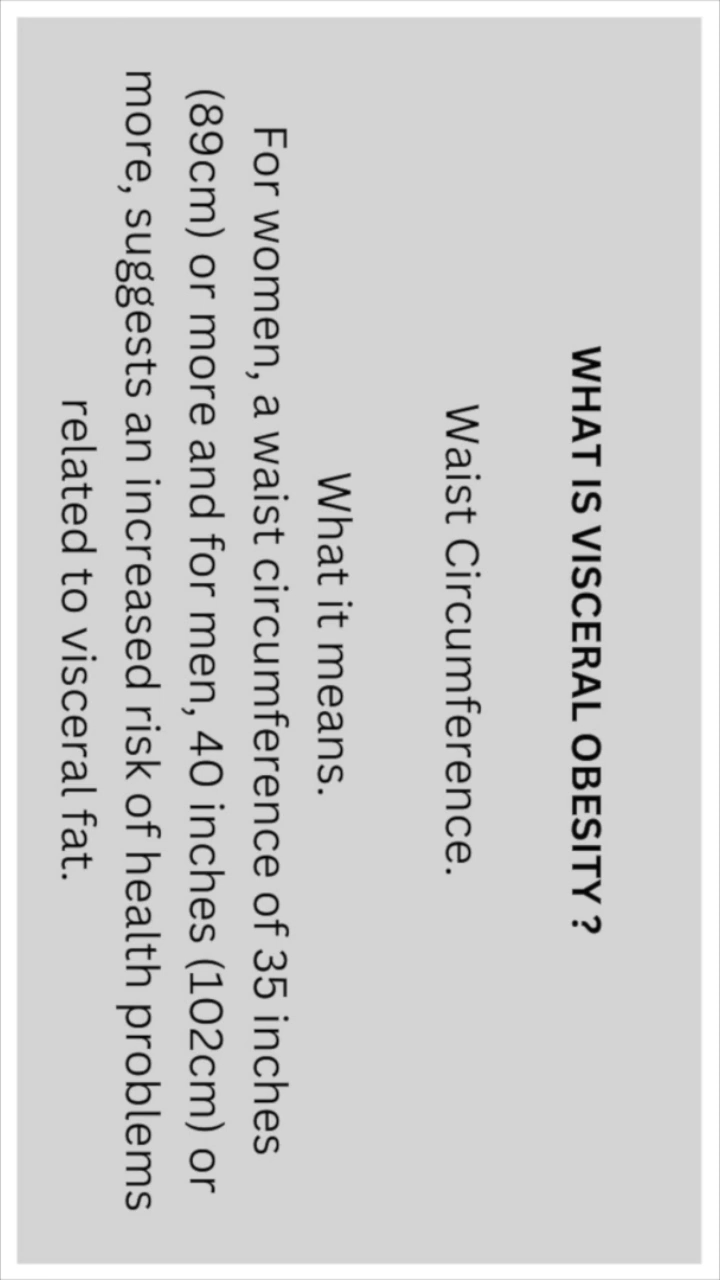 WHAT IS VISCERAL OBESITY ?
Waist Circumference.
What it means.
For women, a waist circumference of 35 inches
(89cm) or more and for men, 40 inches (102cm) or
more, suggests an increased risk of health problems
related to visceral fat.